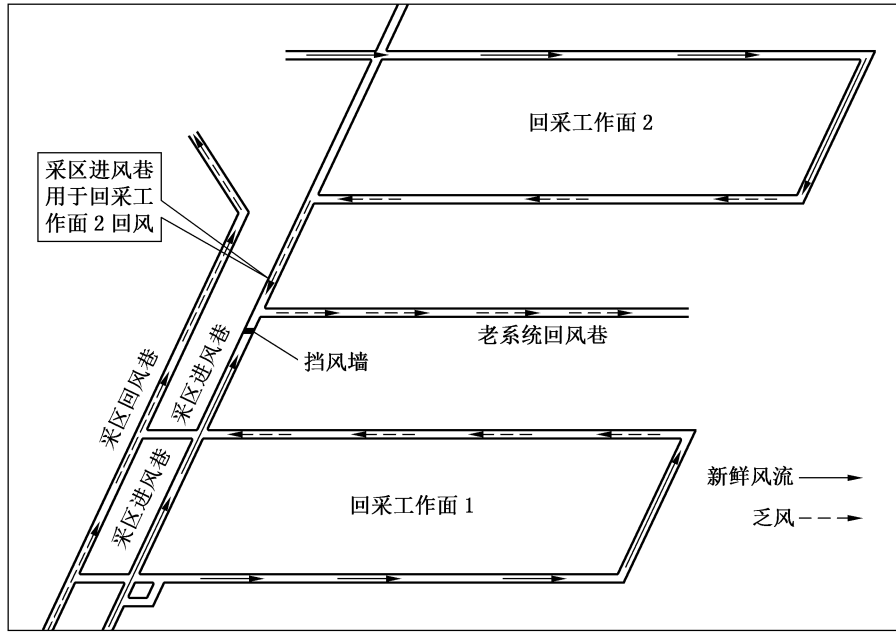 回采工作面 2
采区进风巷
用于回采工
作面 2 回风
老系统回风巷
挡风墙
采区进风巷
采区回风巷
采区进风巷
回采工作面 1
新鲜风流
乏风